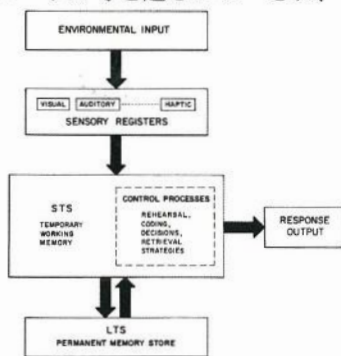 ENVIRONMENTAL INPUT
VISUAL AUDITORY HAPTIC
SENSORY REGISTERS
STS
TEMPORARY
WORKING
MEMORY
CONTROL PROCESSES
REHEARSAL,
CODING,
DECISIONS,
RETRIEVAL
STRATEGIES
RESPONSE
OUTPUT
LTS
PERMANENT MEMORY STORE